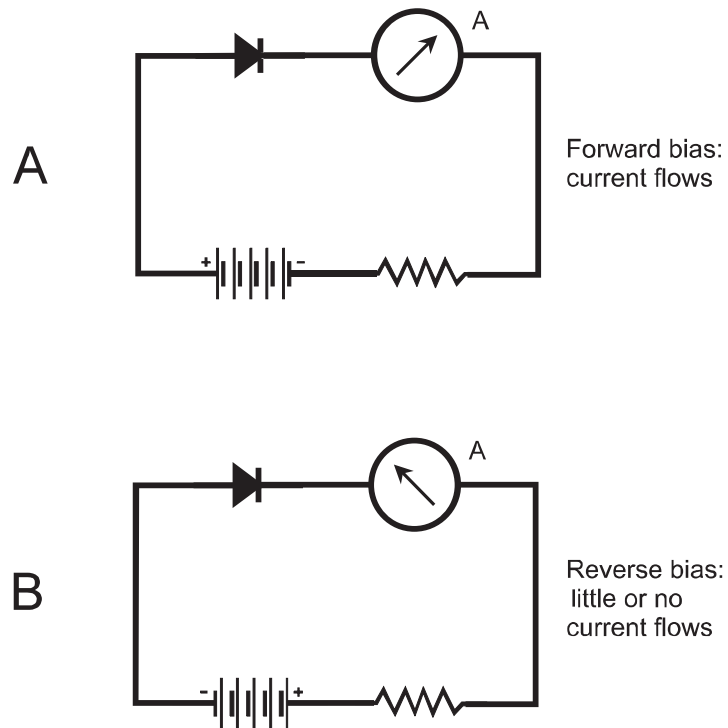 A
A
Forward bias:
current flows
+ -
A
B
Reverse bias:
little or no
current flows
- +